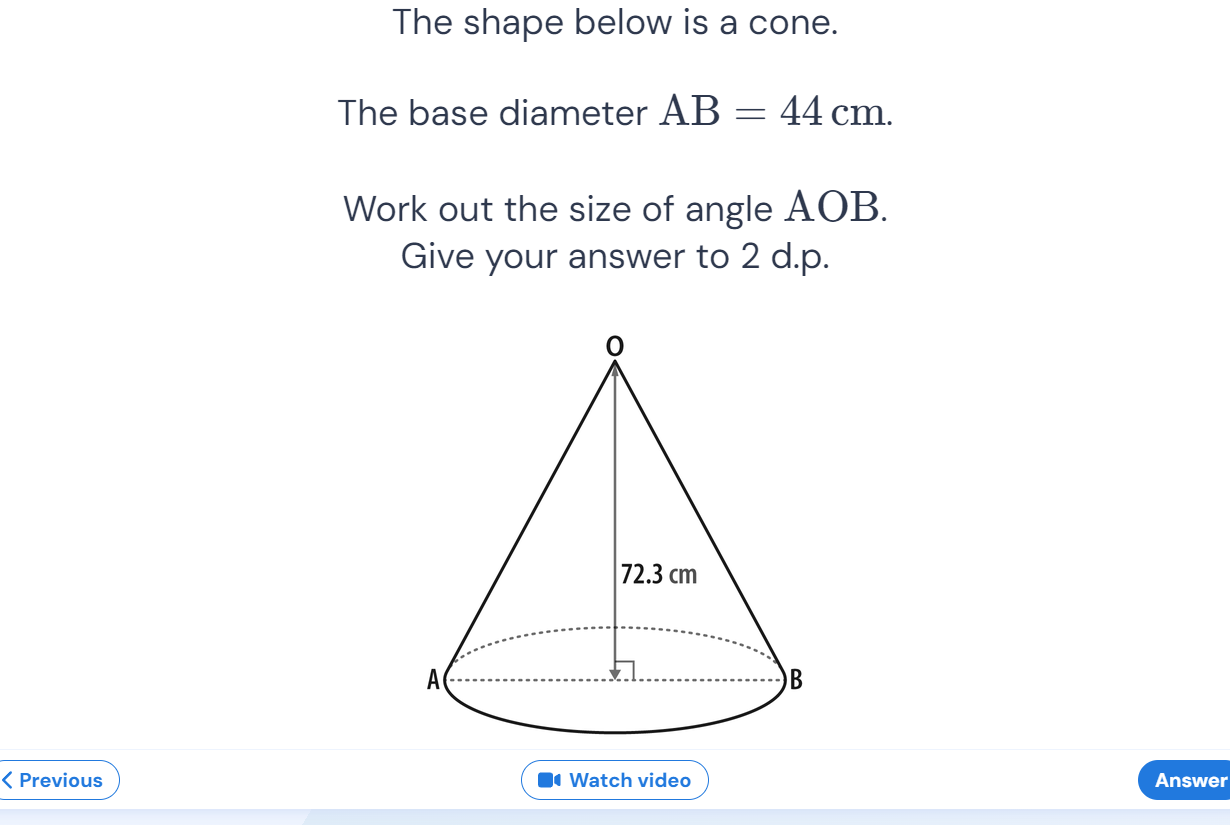 The shape below is a cone.
The base diameter AB = 44 cm.
Work out the size of angle AOB.
Give your answer to 2 d.p.
O
72.3 cm
A
B
Previous
Watch video
Answer